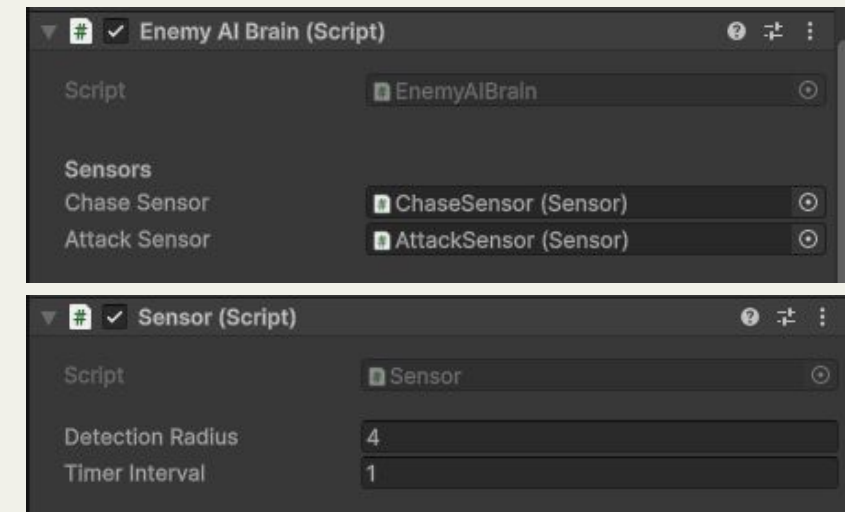 Enemy AI Brain (Script)
Script EnemyAIBrain
Sensors
Chase Sensor ChaseSensor (Sensor)
Attack Sensor AttackSensor (Sensor)
Sensor (Script)
Script Sensor
Detection Radius 4
Timer Interval 1